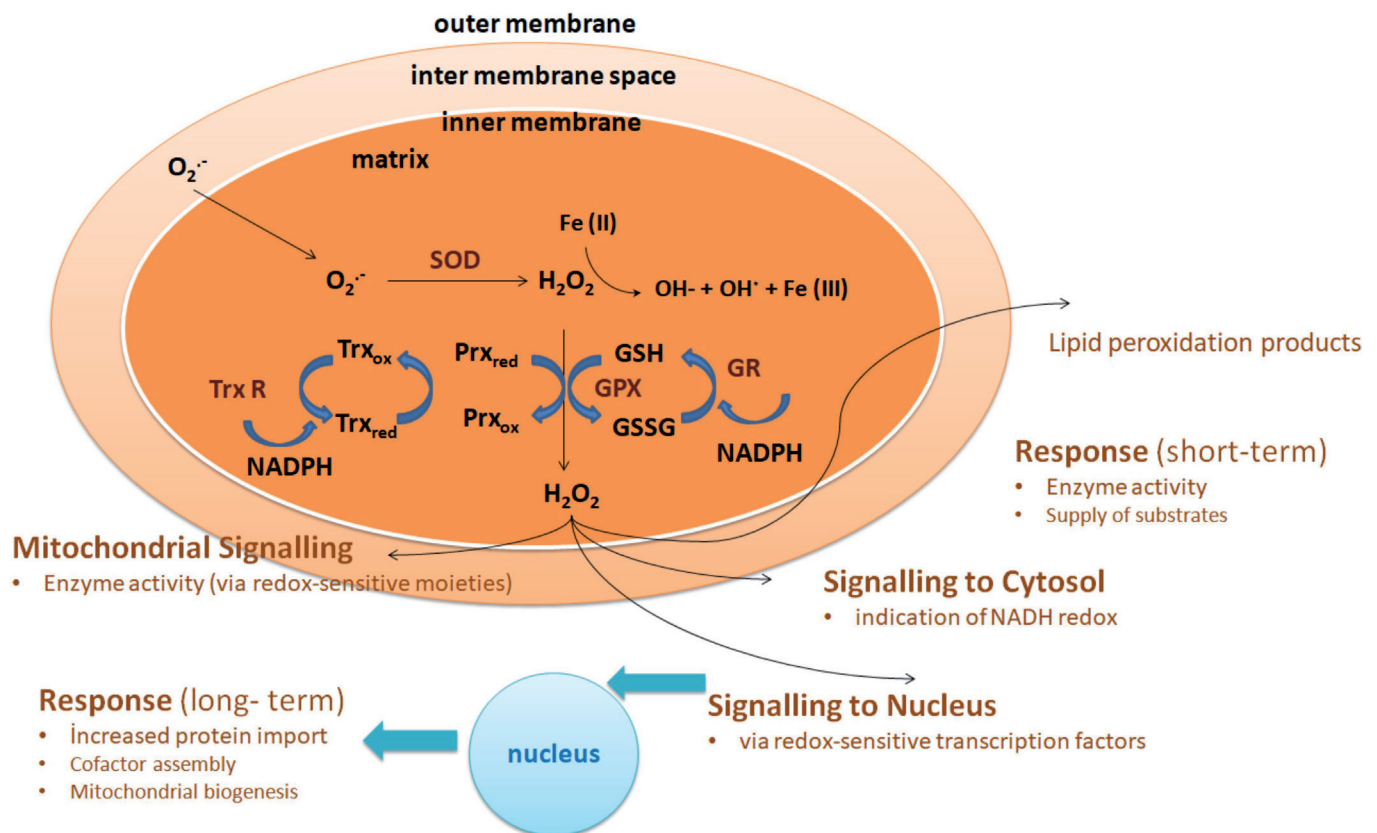 outer membrane
inter membrane space
inner membrane
matrix
O₂·-
Fe (II)
O₂·-
SOD
H₂O₂
OH- + OH· + Fe (III)
Trxox
Trx R
Trxred
NADPH
Prxred
Prxox
GSH
GPX
GSSG
GR
NADPH
H₂O₂
Lipid peroxidation products
Response (short-term)
• Enzyme activity
• Supply of substrates
Mitochondrial Signalling
• Enzyme activity (via redox-sensitive moieties)
Signalling to Cytosol
• indication of NADH redox
Signalling to Nucleus
• via redox-sensitive transcription factors
nucleus
Response (long- term)
• İncreased protein import
• Cofactor assembly
• Mitochondrial biogenesis